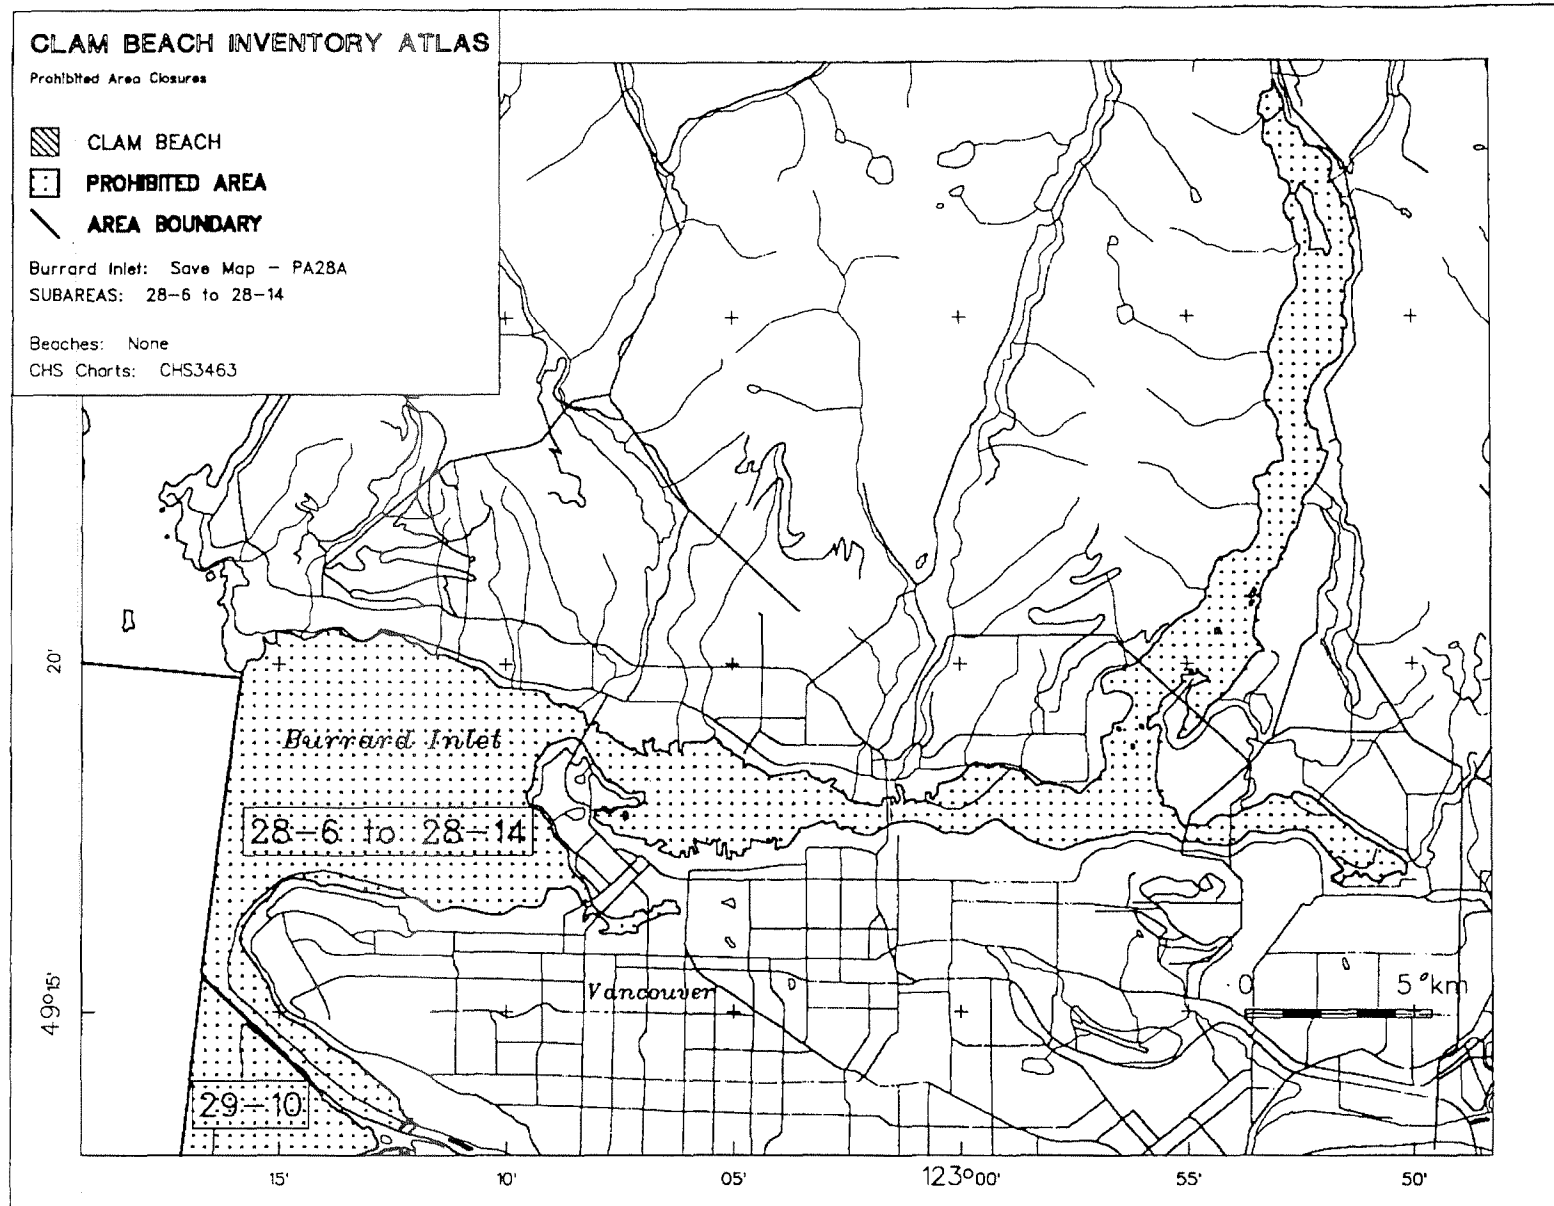 CLAM BEACH INVENTORY ATLAS
Prohibited Area Closures
CLAM BEACH
PROHIBITED AREA
AREA BOUNDARY
Burrard Inlet: Save Map - PA28A
SUBAREAS: 28-6 to 28-14
Beaches: None
CHS Charts: CHS3463
20'
Burrard Inlet
28-6 to 28-14
49°15'
Vancouver
0 5 km
29-10
15' 10' 05' 123°00' 55' 50'